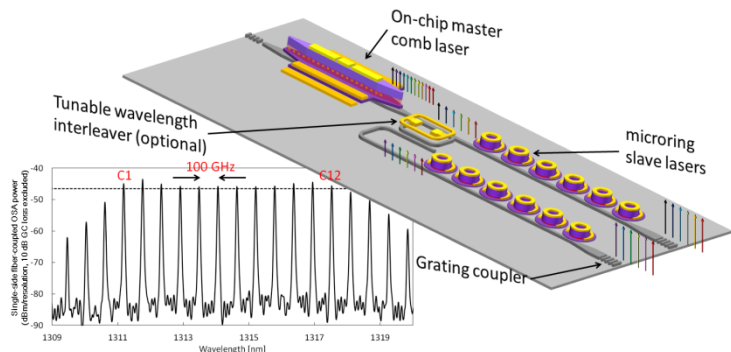 On-chip master
comb laser
Tunable wavelength
interleaver (optional)
microring
slave lasers
Grating coupler
C1
100 GHz
C12
Single-side fiber-coupled OSA power
(dBm/resolution, 10 dB GC loss excluded)
-40
-50
-60
-70
-80
-90
1309
1311
1313
1315
1317
1319
Wavelength [nm]